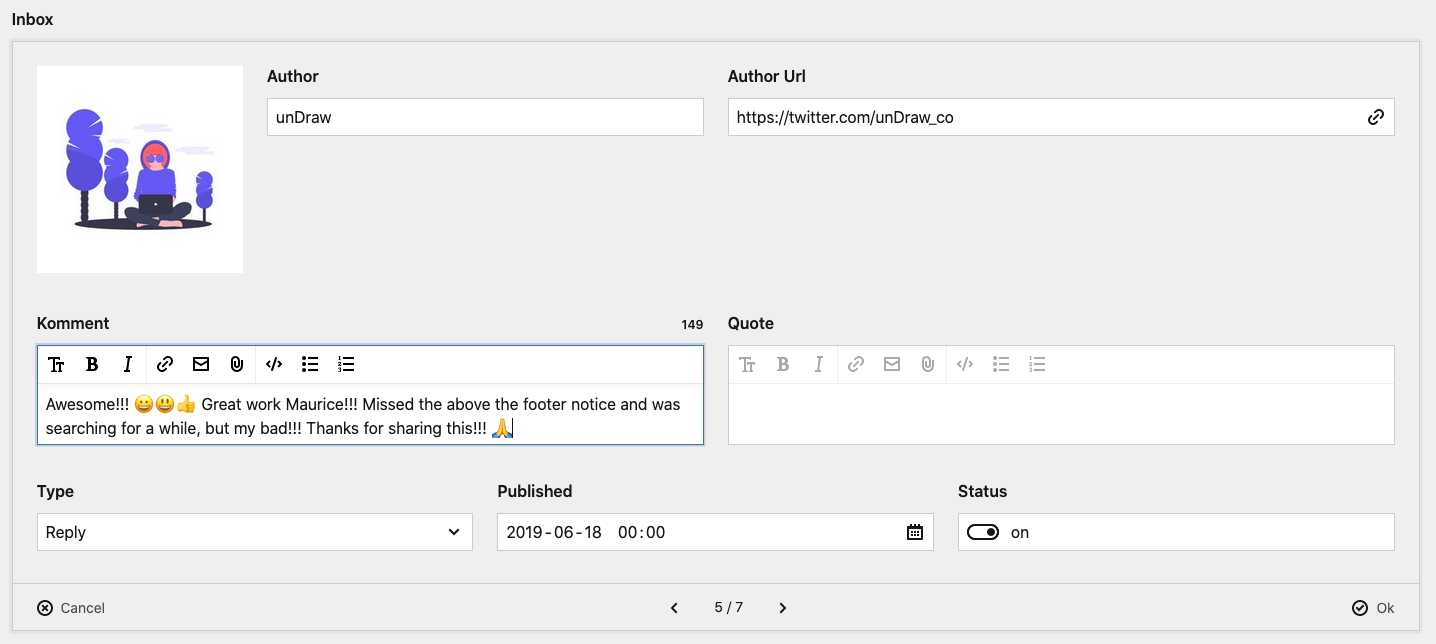 Inbox
Author
Author Url
unDraw
https://twitter.com/unDraw_co
Komment
149
Quote
Awesome!!! 😀😃👍 Great work Maurice!!! Missed the above the footer notice and was
searching for a while, but my bad!!! Thanks for sharing this!!! 🙏
Type
Published
Status
Reply
2019-06-18 00:00
on
Cancel
5 / 7
Ok